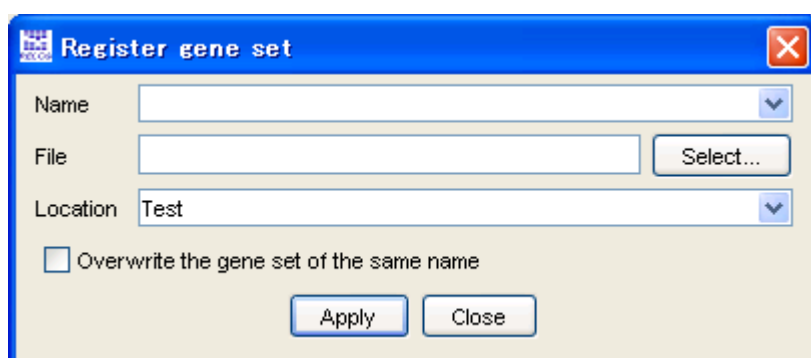 Register gene set
Name
File Select...
Location Test
Overwrite the gene set of the same name
Apply Close